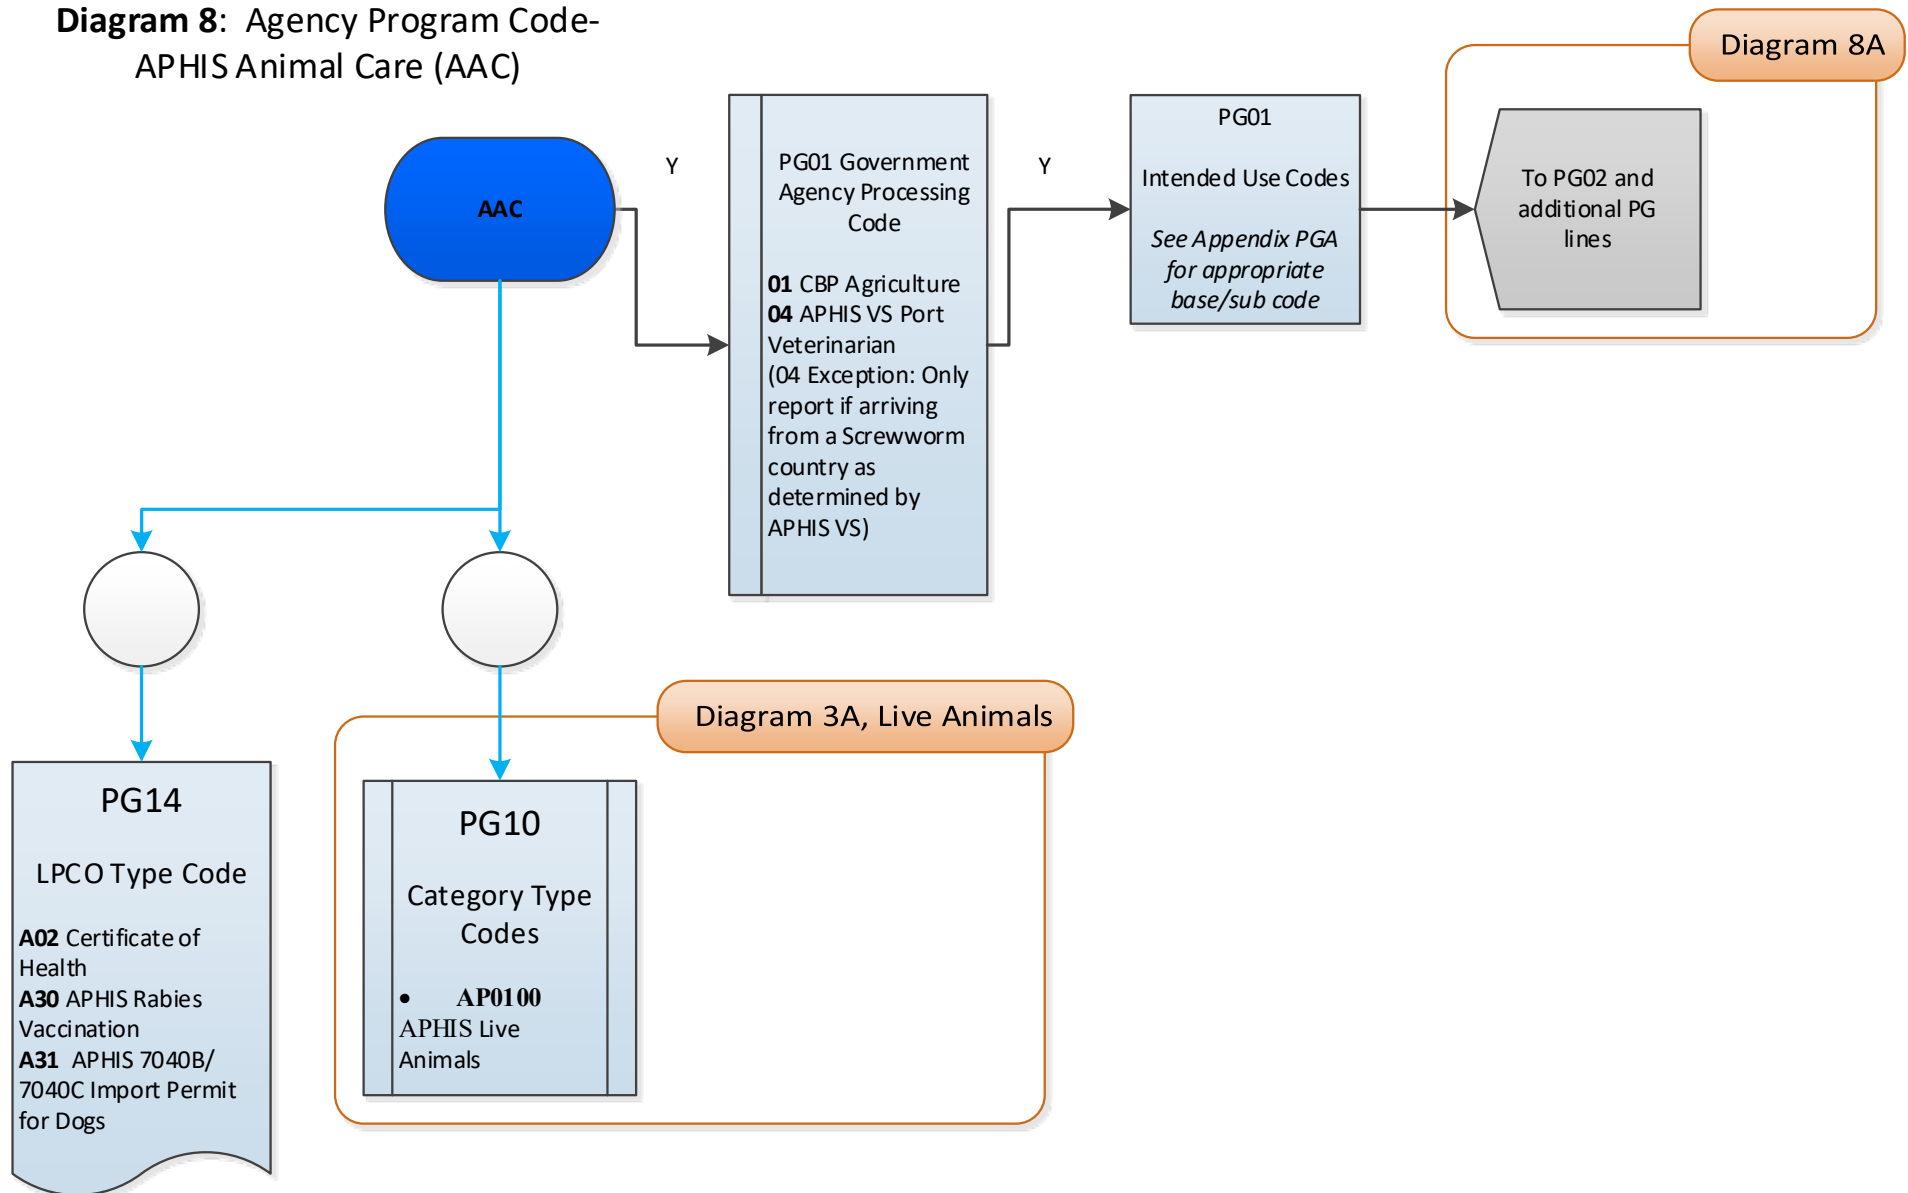 Diagram 8: Agency Program Code-
APHIS Animal Care (AAC)
Diagram 8A
AAC
Y
PG01 Government
Agency Processing
Code
01 CBP Agriculture
04 APHIS VS Port
Veterinarian
(04 Exception: Only
report if arriving
from a Screwworm
country as
determined by
APHIS VS)
Y
PG01
Intended Use Codes
See Appendix PGA
for appropriate
base/sub code
To PG02 and
additional PG
lines
PG14
LPCO Type Code
A02 Certificate of
Health
A30 APHIS Rabies
Vaccination
A31 APHIS 7040B/
7040C Import Permit
for Dogs
Diagram 3A, Live Animals
PG10
Category Type
Codes
• AP0100
APHIS Live
Animals